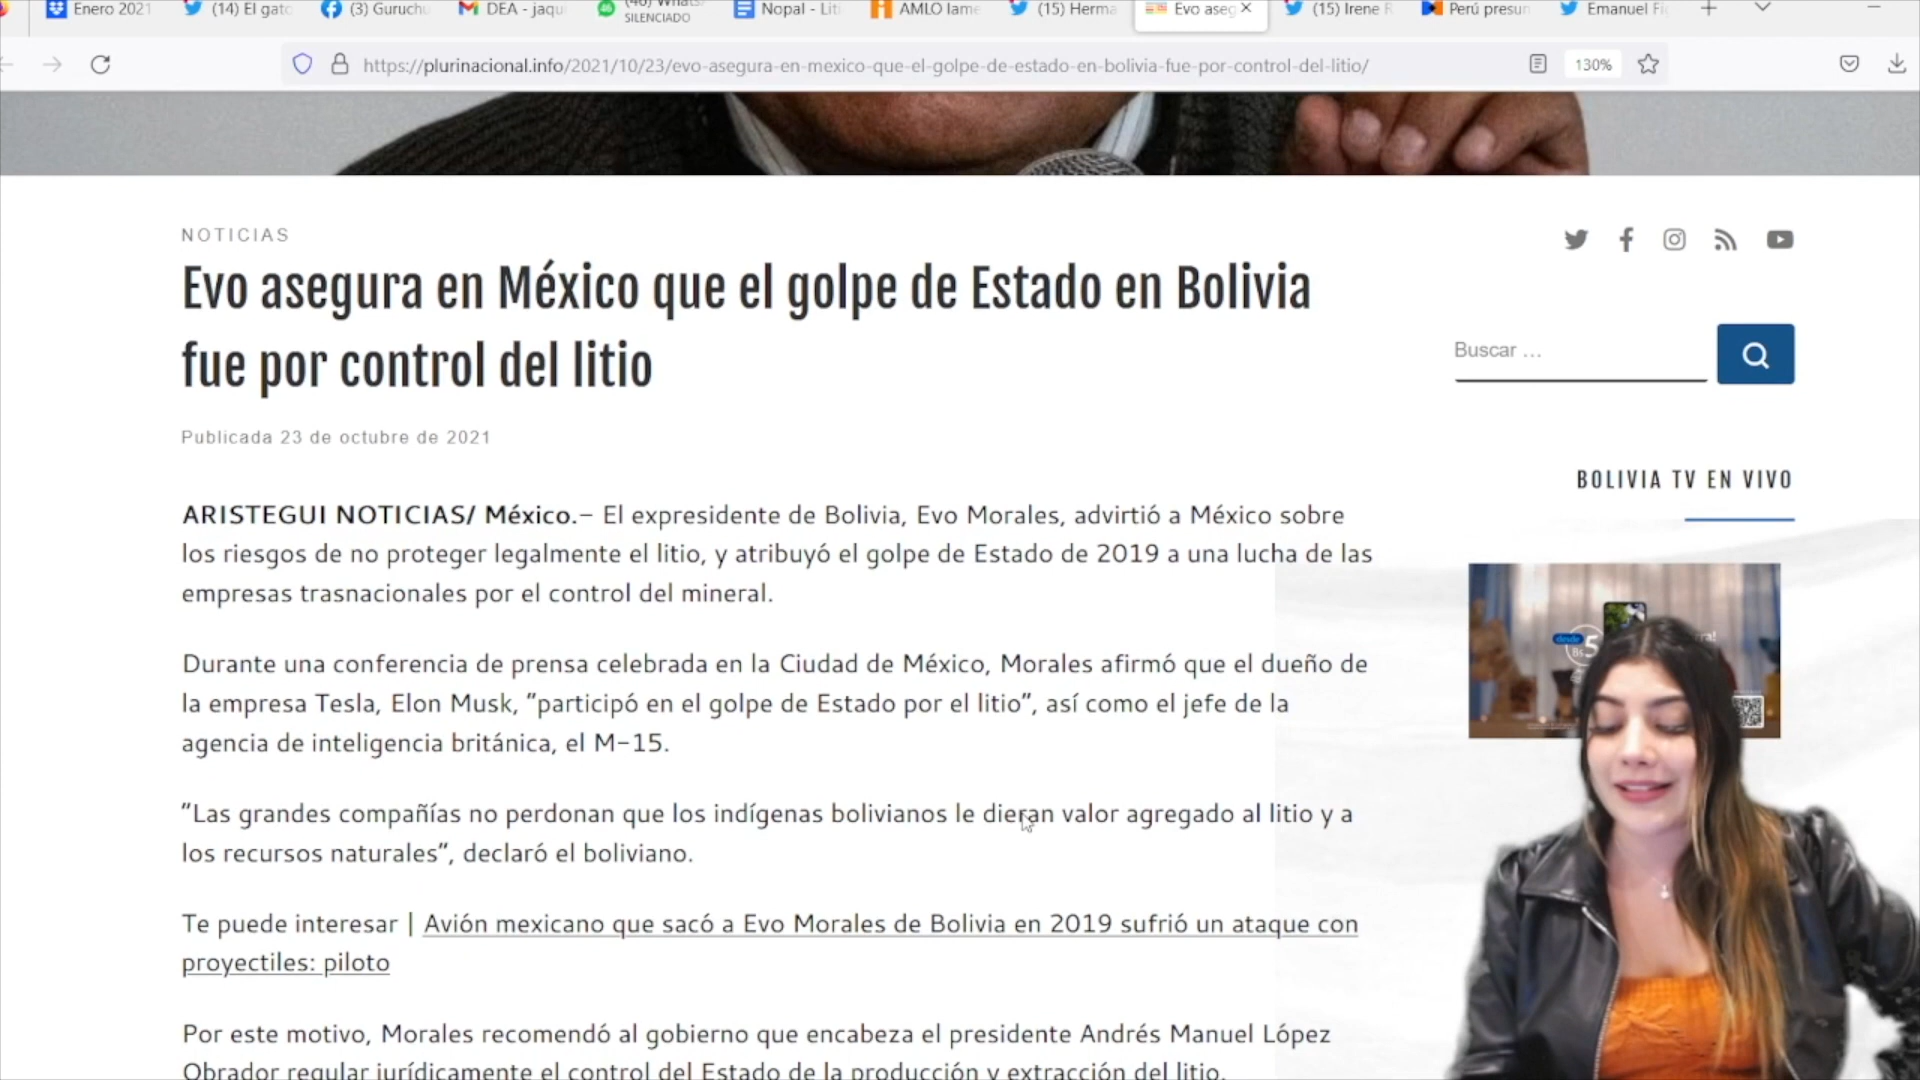 Enero 2021
(14) El gato
(3) Guruchu
DEA - jaqu
SILENCIADO
Nopal - Lit
AMLO lame
(15) Herma
Evo aseg
(15) Irene R
Perú presun
Emanuel Fi
https://plurinacional.info/2021/10/23/evo-asegura-en-mexico-que-el-golpe-de-estado-en-bolivia-fue-por-control-del-litio/
130%
NOTICIAS
Evo asegura en México que el golpe de Estado en Bolivia
fue por control del litio
Publicada 23 de octubre de 2021
ARISTEGUI NOTICIAS/ México.– El expresidente de Bolivia, Evo Morales, advirtió a México sobre
los riesgos de no proteger legalmente el litio, y atribuyó el golpe de Estado de 2019 a una lucha de las
empresas trasnacionales por el control del mineral.
Durante una conferencia de prensa celebrada en la Ciudad de México, Morales afirmó que el dueño de
la empresa Tesla, Elon Musk, “participó en el golpe de Estado por el litio”, así como el jefe de la
agencia de inteligencia británica, el M-15.
“Las grandes compañías no perdonan que los indígenas bolivianos le dieran valor agregado al litio y a
los recursos naturales”, declaró el boliviano.
Te puede interesar | Avión mexicano que sacó a Evo Morales de Bolivia en 2019 sufrió un ataque con
proyectiles: piloto
Por este motivo, Morales recomendó al gobierno que encabeza el presidente Andrés Manuel López
Obrador regular jurídicamente el control del Estado de la producción y extracción del litio.
Buscar ...
BOLIVIA TV EN VIVO
desde
Bs 5